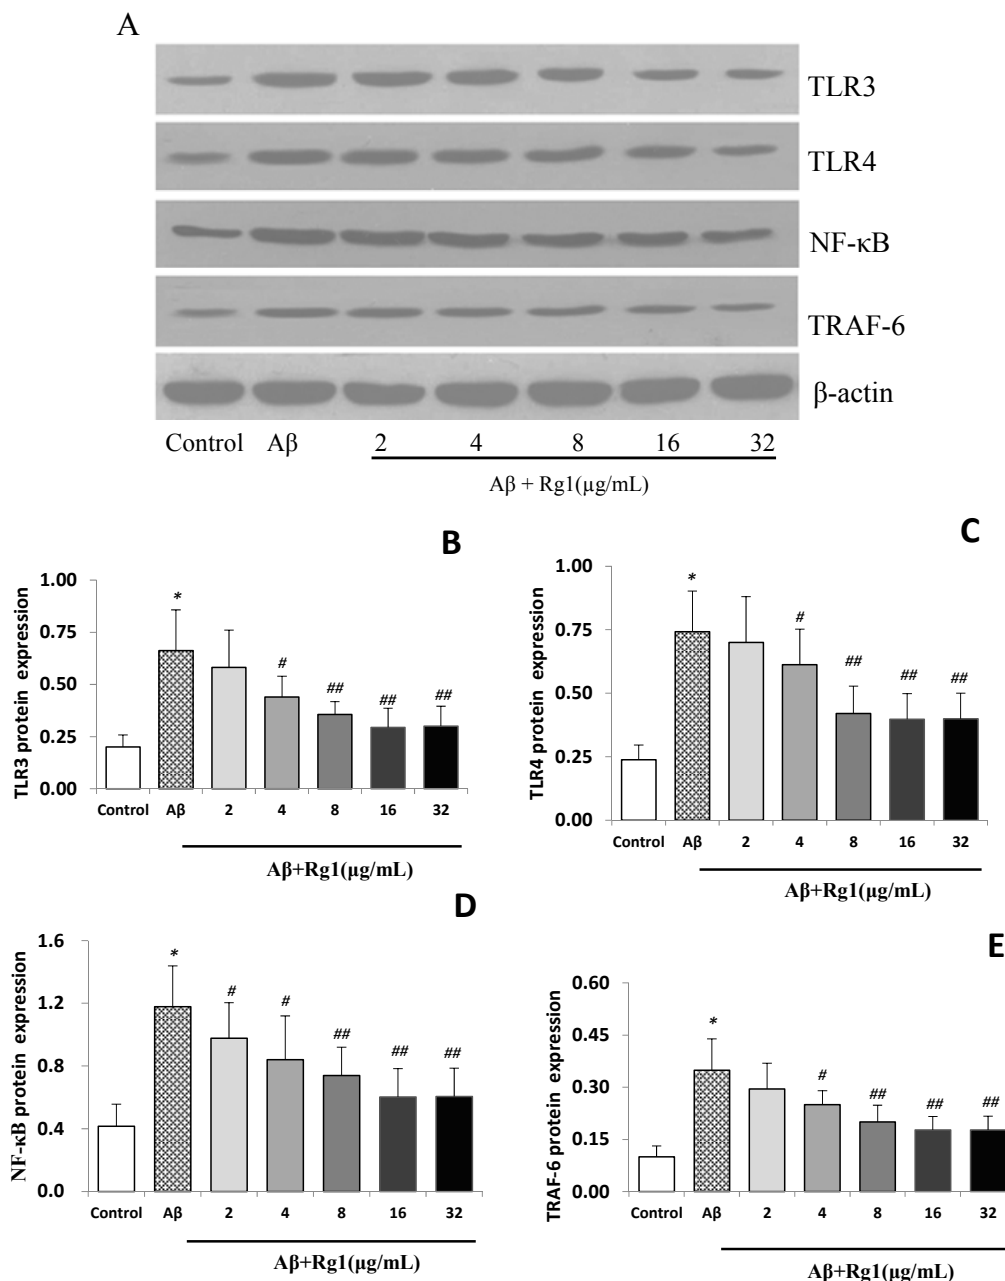 A
TLR3
TLR4
NF-κB
TRAF-6
β-actin
Control Aβ 2 4 8 16 32
Aβ + Rg1(μg/mL)
B
TLR3 protein expression
1.00
0.75
0.50
0.25
0.00
* # ## ## ##
Control Aβ 2 4 8 16 32
Aβ+Rg1(μg/mL)
C
TLR4 protein expression
1.00
0.75
0.50
0.25
0.00
* # ## ## ##
Control Aβ 2 4 8 16 32
Aβ+Rg1(μg/mL)
D
NF-κB protein expression
1.6
1.2
0.8
0.4
0.0
* # # ## ## ##
Control Aβ 2 4 8 16 32
Aβ+Rg1(μg/mL)
E
TRAF-6 protein expression
0.60
0.45
0.30
0.15
0.00
* # ## ## ##
Control Aβ 2 4 8 16 32
Aβ+Rg1(μg/mL)